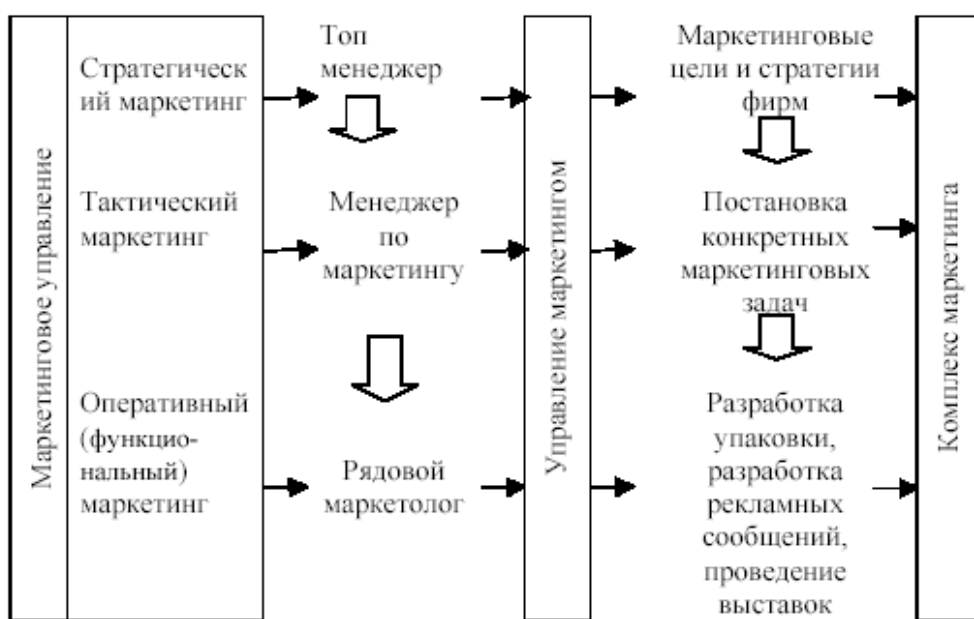 Маркетинговое управление
Стратегическ
ий маркетинг
Тактический
маркетинг
Оперативный
(функцио-
нальный)
маркетинг
Топ
менеджер
Менеджер
по
маркетингу
Рядовой
маркетолог
Управление маркетингом
Маркетинговые
цели и стратегии
фирм
Постановка
конкретных
маркетинговых
задач
Разработка
упаковки,
разработка
рекламных
сообщений,
проведение
выставок
Комплекс маркетинга